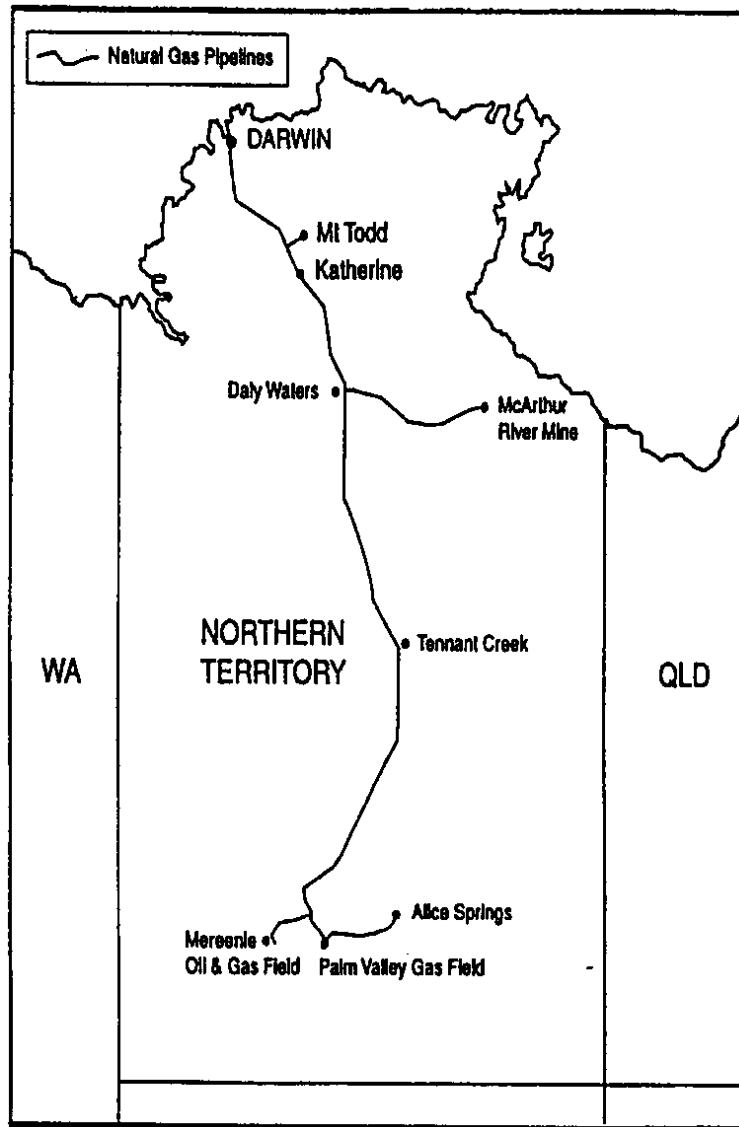 Natural Gas Pipelines
DARWIN
Mt Todd
Katherine
Daly Waters
McArthur
River Mine
NORTHERN
TERRITORY
Tennant Creek
WA
QLD
Alice Springs
Mereenie
Oil & Gas Field
Palm Valley Gas Field